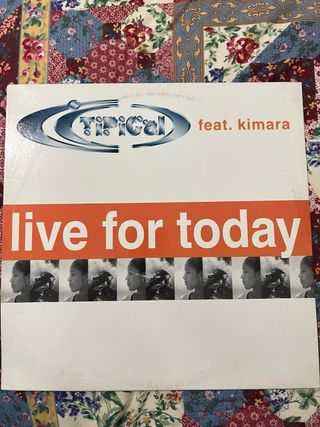 TiPiCal
feat. kimara
live for today